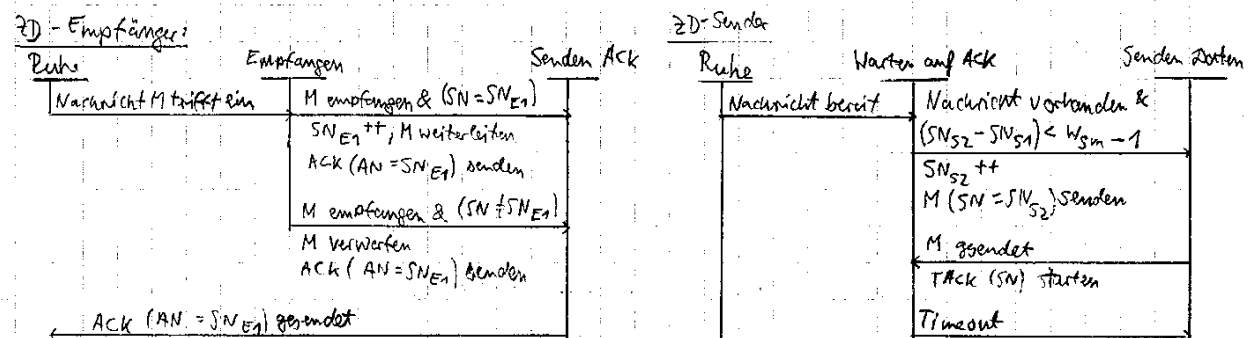 ZD-Empfänger:
Ruhe Empfangen Senden ACK
Nachricht M trifft ein
M empfangen & (SN=SN_E1)
SN_E1 ++, M weiterleiten
ACK (AN = SN_E1) senden
M empfangen & (SN ≠ SN_E1)
M verwerfen
ACK (AN = SN_E1) senden
ACK (AN = SN_E1) gesendet
ZD-Sender
Ruhe Warten auf ACK Senden Daten
Nachricht bereit
Nachricht vorhanden &
(SN_S2 - SN_S1) < W_Sm - 1
SN_S2 ++
M (SN = SN_S2) senden
M gesendet
TACK (SN) starten
Timeout